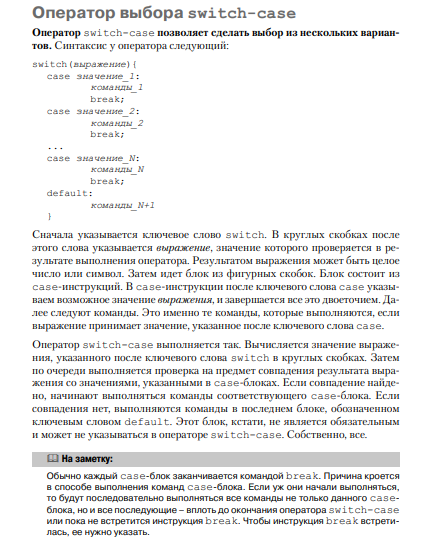 Оператор выбора switch-case
Оператор switch-case позволяет сделать выбор из нескольких вариан-
тов. Синтаксис у оператора следующий:
switch(выражение){
case значение_1:
команды_1
break;
case значение_2:
команды_2
break;
...
case значение_N:
команды_N
break;
default:
команды_N+1
}
Сначала указывается ключевое слово switch. В круглых скобках после
этого слова указывается выражение, значение которого проверяется в ре-
зультате выполнения оператора. Результатом выражения может быть целое
число или символ. Затем идет блок из фигурных скобок. Блок состоит из
case-инструкций. В case-инструкции после ключевого слова case указы-
ваем возможное значение выражения, и завершается все это двоеточием. Да-
лее следуют команды. Это именно те команды, которые выполняются, если
выражение принимает значение, указанное после ключевого слова case.
Оператор switch-case выполняется так. Вычисляется значение выраже-
ния, указанного после ключевого слова switch в круглых скобках. Затем
по очереди выполняется проверка на предмет совпадения результата выра-
жения со значениями, указанными в case-блоках. Если совпадение найде-
но, начинают выполняться команды соответствующего case-блока. Если
совпадения нет, выполняются команды в последнем блоке, обозначенном
ключевым словом default. Этот блок, кстати, не является обязательным
и может не указываться в операторе switch-case. Собственно, все.
На заметку:
Обычно каждый case-блок заканчивается командой break. Причина кроется
в способе выполнения команд case-блока. Если уж они начали выполняться,
то будут последовательно выполняться все команды не только данного case-
блока, но и все последующие – вплоть до окончания оператора switch-case
или пока не встретится инструкция break. Чтобы инструкция break встрети-
лась, ее нужно указать.